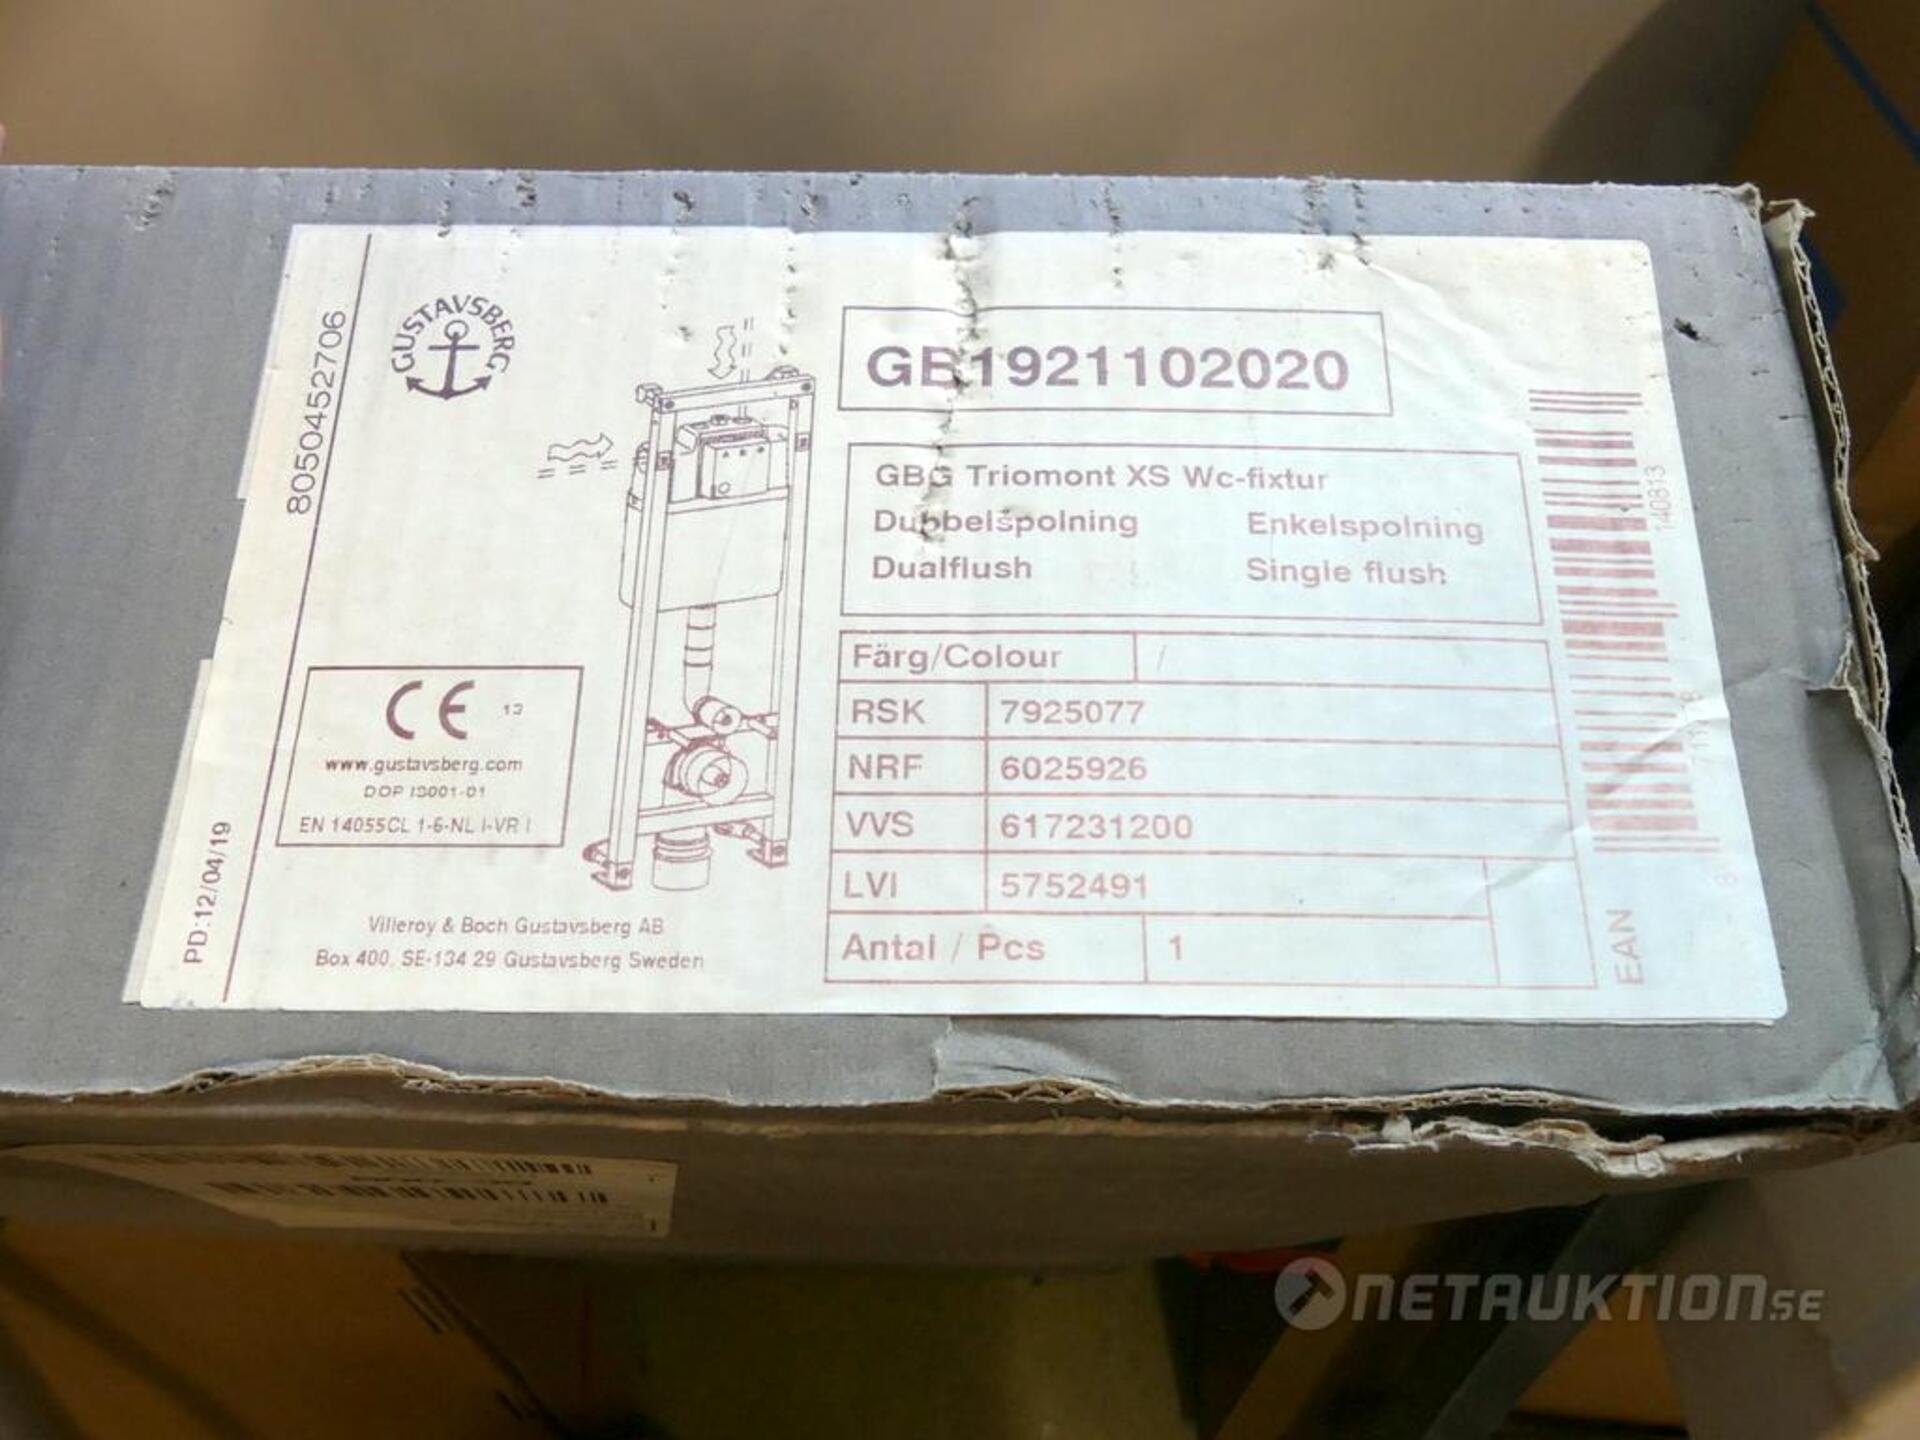 8050452706
GUSTAVSBERG
GB1921102020
GBG Triomont XS Wc-fixtur
Dubbelspolning Enkelspolning
Dualflush Single flush
Färg/Colour /
RSK 7925077
NRF 6025926
VVS 617231200
LVI 5752491
Antal / Pcs 1
CE 13
www.gustavsberg.com
DOP IS001-01
EN 14055CL 1-6-NL I-VR I
PD:12/04/19
Villeroy & Boch Gustavsberg AB
Box 400, SE-134 29 Gustavsberg Sweden
EAN
140813
NETAUKTION.SE